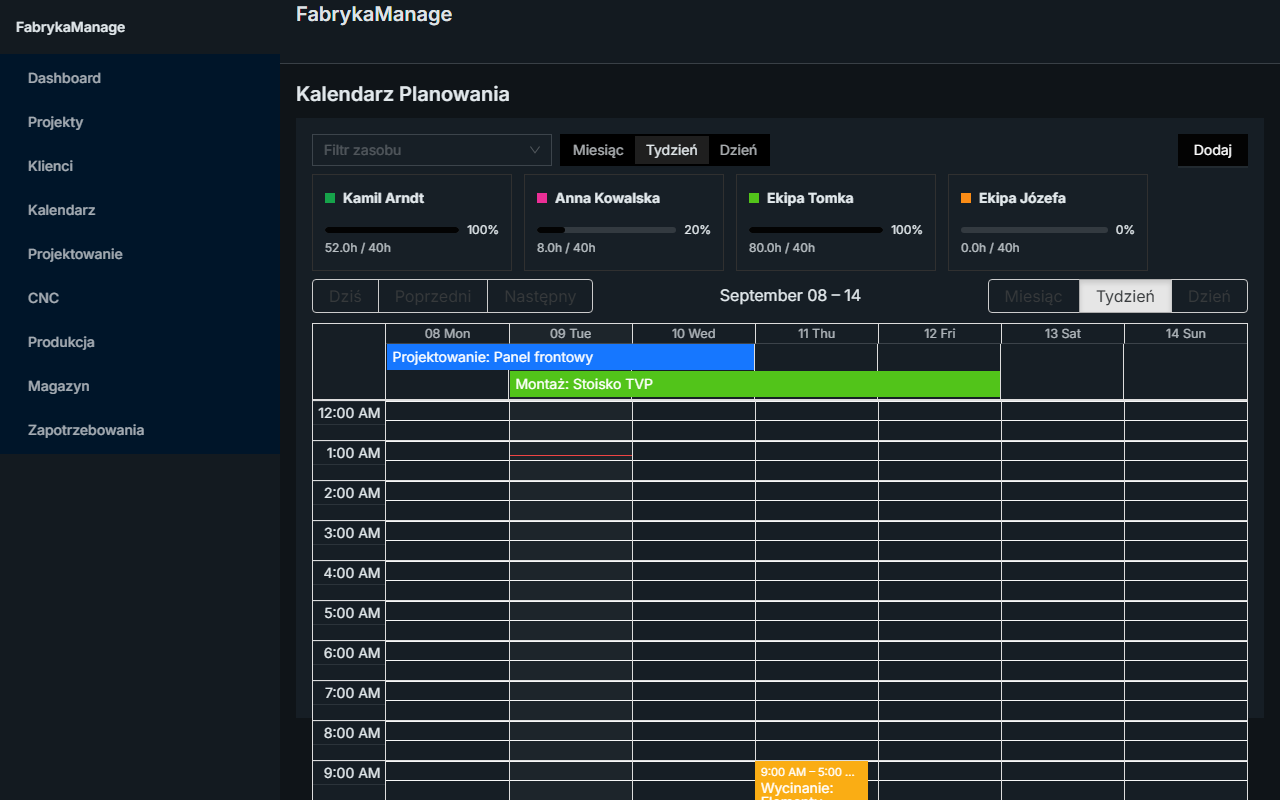 FabrykaManage
FabrykaManage
Dashboard
Projekty
Klienci
Kalendarz
Projektowanie
CNC
Produkcja
Magazyn
Zapotrzebowania
Kalendarz Planowania
Filtr zasobu
Miesiąc Tydzień Dzień
Dodaj
Kamil Arndt
100%
52.0h / 40h
Anna Kowalska
20%
8.0h / 40h
Ekipa Tomka
100%
80.0h / 40h
Ekipa Józefa
0%
0.0h / 40h
Dziś Poprzedni Następny
September 08 – 14
Miesiąc Tydzień Dzień
08 Mon 09 Tue 10 Wed 11 Thu 12 Fri 13 Sat 14 Sun
Projektowanie: Panel frontowy
Montaż: Stoisko TVP
12:00 AM
1:00 AM
2:00 AM
3:00 AM
4:00 AM
5:00 AM
6:00 AM
7:00 AM
8:00 AM
9:00 AM
9:00 AM – 5:00 ...
Wycinanie:
Elementy